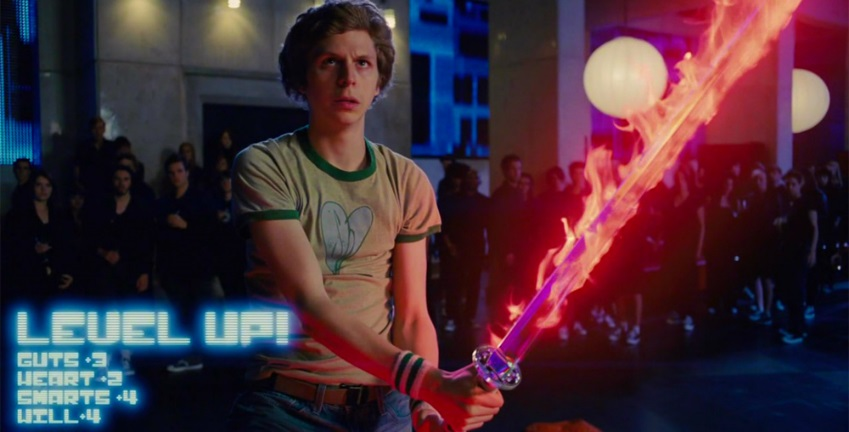 LEVEL UP!
GUTS +3
HEART +2
SMARTS +4
WILL+4